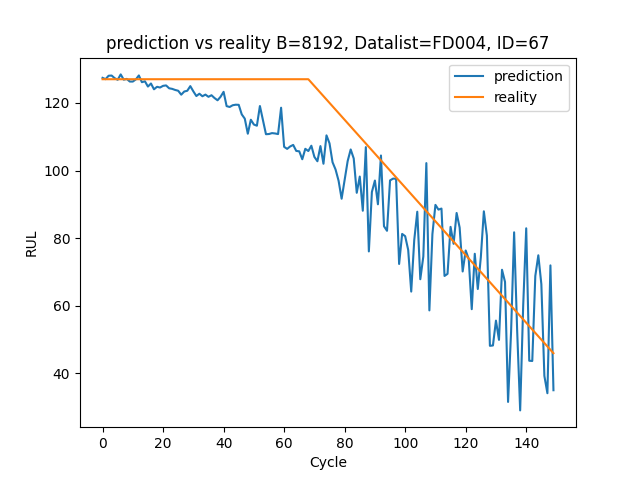 prediction vs reality B=8192, Datalist=FD004, ID=67
prediction
reality
RUL
120
100
80
60
40
0 20 40 60 80 100 120 140
Cycle